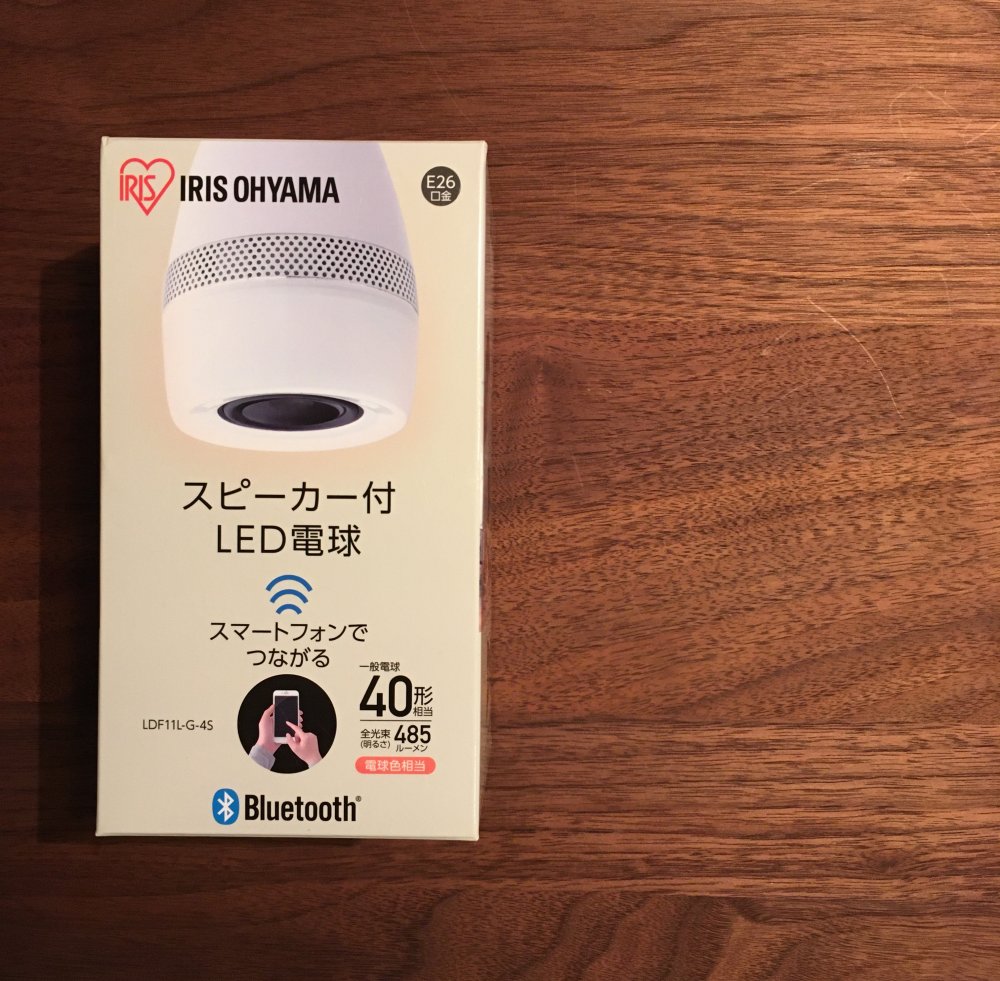 IRIS
IRIS OHYAMA
E26
口金
スピーカー付
LED電球
スマートフォンで
つながる
一般電球
40形
相当
LDF11L-G-4S
全光束
(明るさ)
485
ルーメン
電球色相当
Bluetooth®